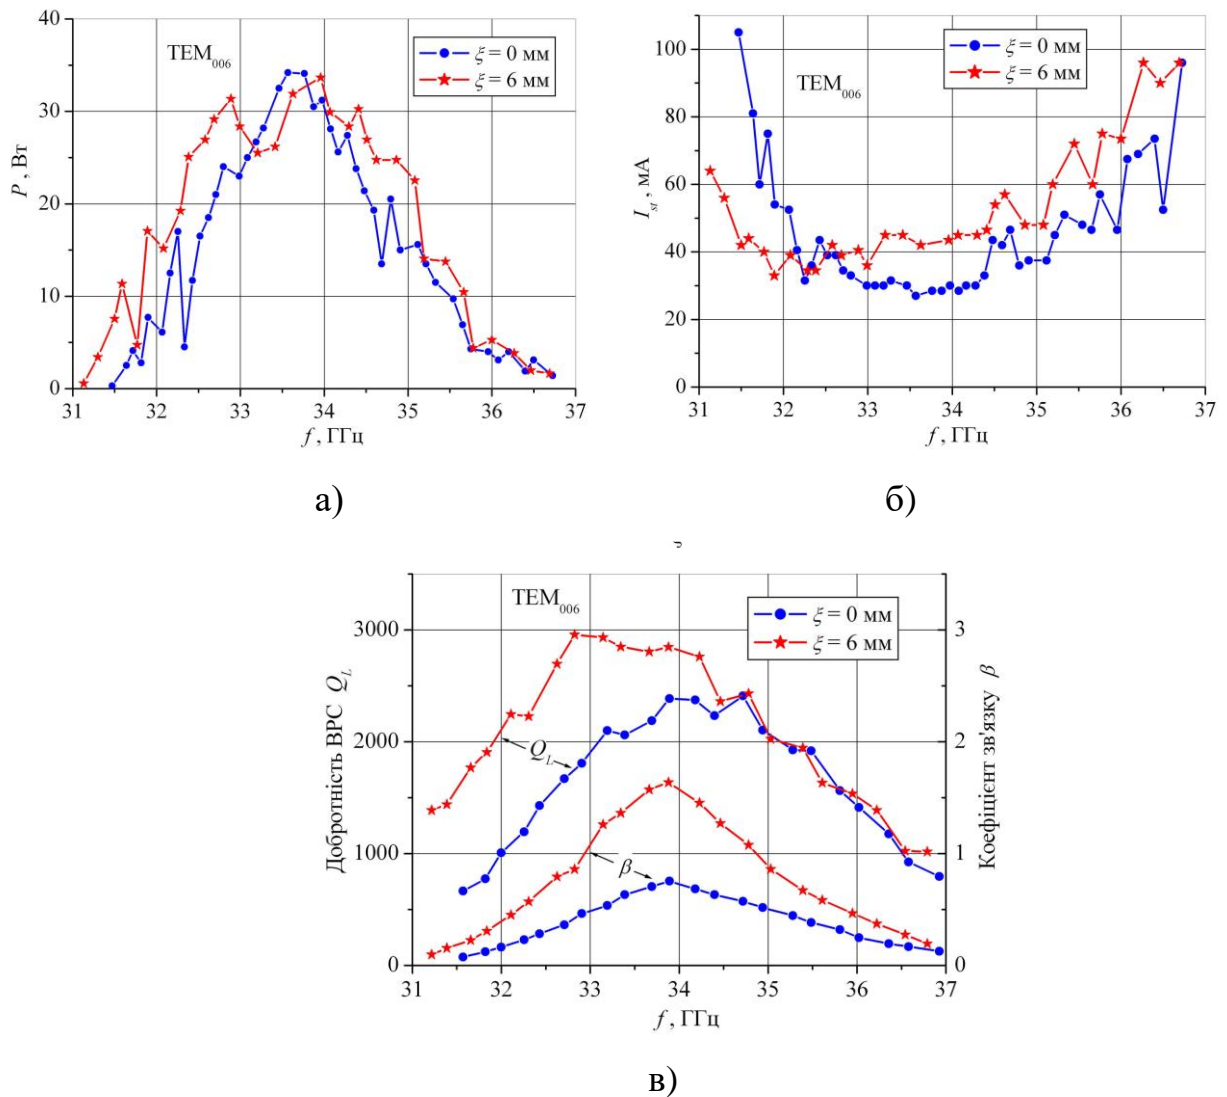 40
30
20
10
0
P, Вт
TEM₀₀₆
ξ = 0 мм
ξ = 6 мм
31 32 33 34 35 36 37
f, ГГц
а)
100
80
60
40
20
0
I_st, мА
TEM₀₀₆
ξ = 0 мм
ξ = 6 мм
31 32 33 34 35 36 37
f, ГГц
б)
3000
2000
1000
0
Добротність ВРС Q_L
TEM₀₀₆
ξ = 0 мм
ξ = 6 мм
Q_L
β
3
2
1
0
Коефіцієнт зв'язку β
31 32 33 34 35 36 37
f, ГГц
в)